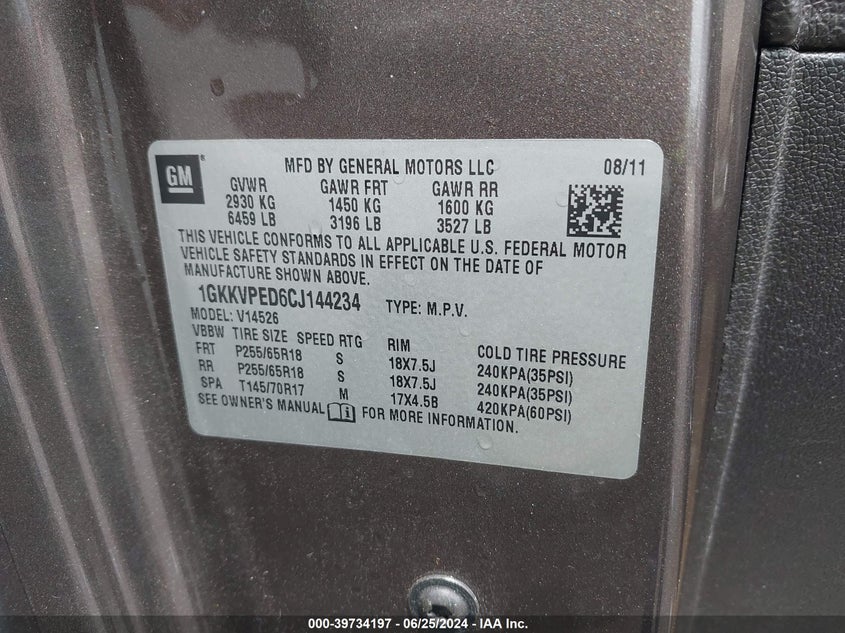 GM
MFD BY GENERAL MOTORS LLC 08/11
GVWR GAWR FRT GAWR RR
2930 KG 1450 KG 1600 KG
6459 LB 3196 LB 3527 LB
THIS VEHICLE CONFORMS TO ALL APPLICABLE U.S. FEDERAL MOTOR
VEHICLE SAFETY STANDARDS IN EFFECT ON THE DATE OF
MANUFACTURE SHOWN ABOVE.
1GKKVPED6CJ144234 TYPE: M.P.V.
MODEL: V14526
VBBW TIRE SIZE SPEED RTG RIM COLD TIRE PRESSURE
FRT P255/65R18 S 18X7.5J 240KPA(35PSI)
RR P255/65R18 S 18X7.5J 240KPA(35PSI)
SPA T145/70R17 M 17X4.5B 420KPA(60PSI)
SEE OWNER'S MANUAL FOR MORE INFORMATION.
000-39734197 - 06/25/2024 - IAA Inc.